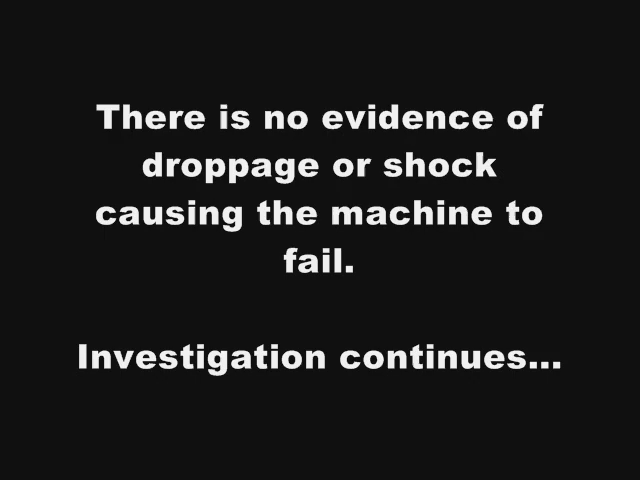 There is no evidence of
droppage or shock
causing the machine to
fail.
Investigation continues...